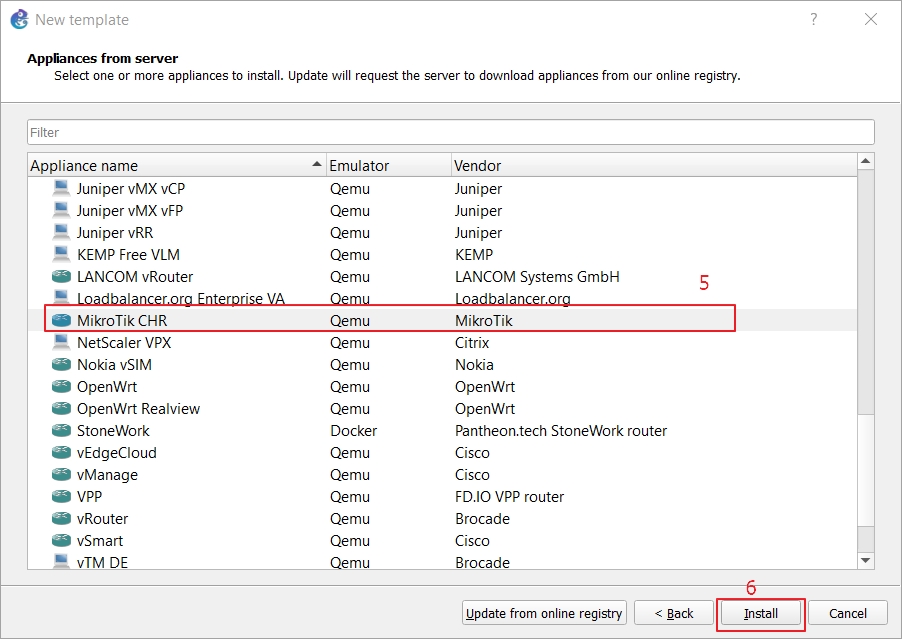 New template
?
Appliances from server
Select one or more appliances to install. Update will request the server to download appliances from our online registry.
Filter
Appliance name Emulator Vendor
Juniper vMX vCP Qemu Juniper
Juniper vMX vFP Qemu Juniper
Juniper vRR Qemu Juniper
KEMP Free VLM Qemu KEMP
LANCOM vRouter Qemu LANCOM Systems GmbH
5
Loadbalancer.org Enterprise VA Qemu Loadbalancer.org
MikroTik CHR Qemu MikroTik
NetScaler VPX Qemu Citrix
Nokia vSIM Qemu Nokia
OpenWrt Qemu OpenWrt
OpenWrt Realview Qemu OpenWrt
StoneWork Docker Pantheon.tech StoneWork router
vEdgeCloud Qemu Cisco
vManage Qemu Cisco
VPP Qemu FD.IO VPP router
vRouter Qemu Brocade
vSmart Qemu Cisco
vTM DE Qemu Brocade
6
Update from online registry < Back Install Cancel